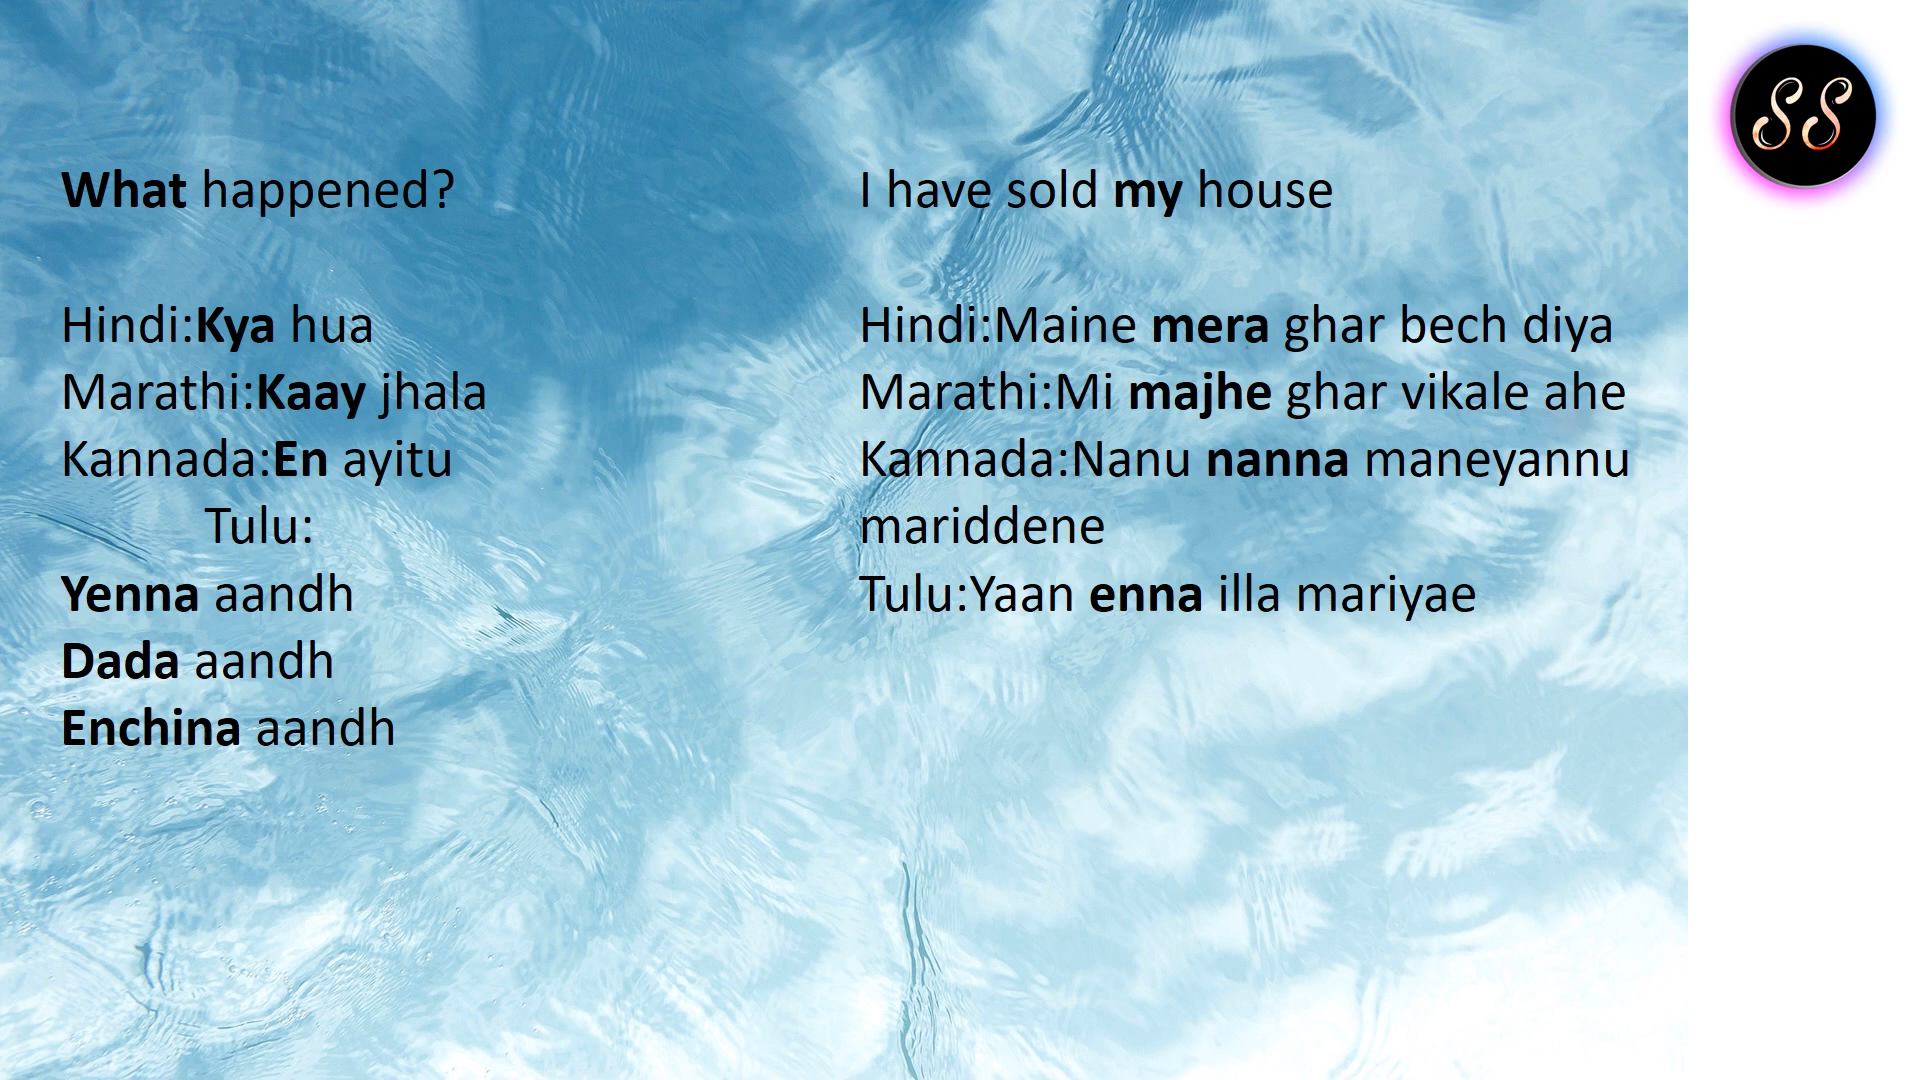 What happened?
Hindi:Kya hua
Marathi:Kaay jhala
Kannada:En ayitu
Tulu:
Yenna aandh
Dada aandh
Enchina aandh
I have sold my house
Hindi:Maine mera ghar bech diya
Marathi:Mi majhe ghar vikale ahe
Kannada:Nanu nanna maneyannu
mariddene
Tulu:Yaan enna illa mariyae
SS